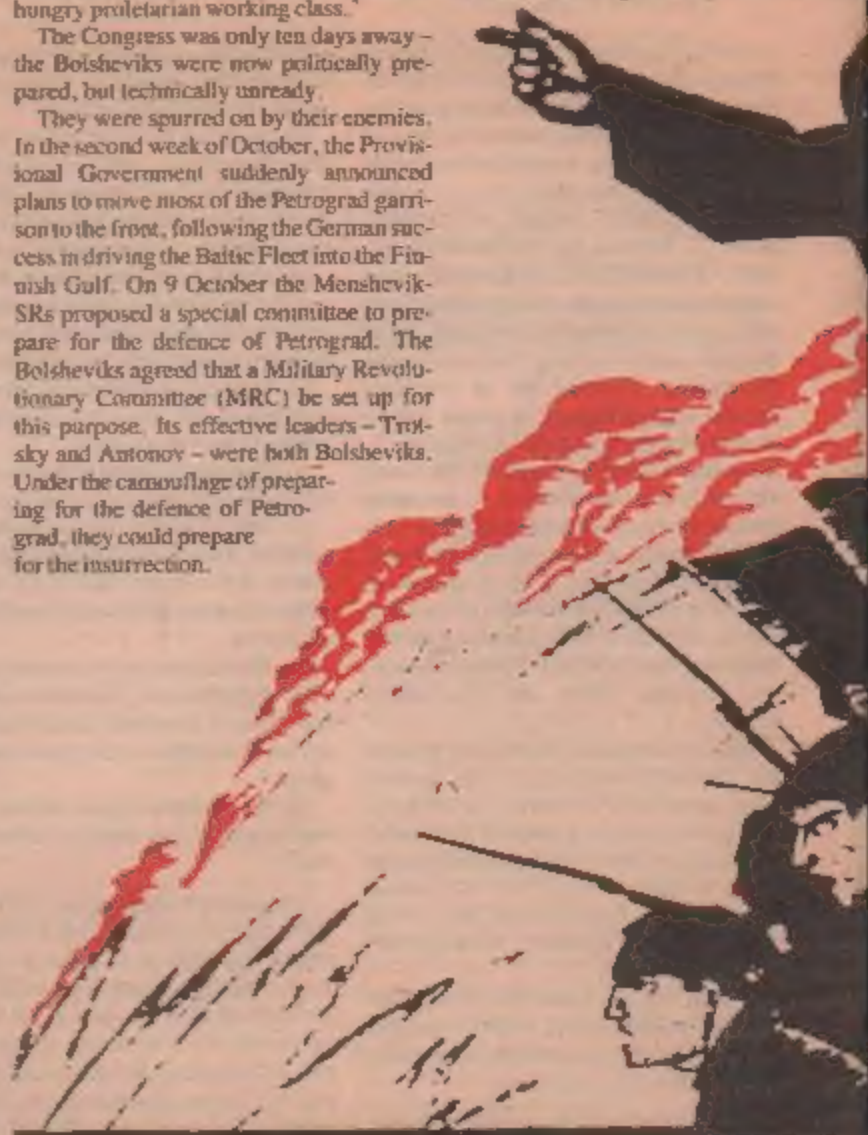 hungry proletarian working class.'
The Congress was only ten days away –
the Bolsheviks were now politically pre-
pared, but technically unready.
They were spurred on by their enemies.
In the second week of October, the Provis-
ional Government suddenly announced
plans to move most of the Petrograd garri-
son to the front, following the German suc-
cess in driving the Baltic Fleet into the Fin-
nish Gulf. On 9 October the Menshevik-
SRs proposed a special committee to pre-
pare for the defence of Petrograd. The
Bolsheviks agreed that a Military Revolu-
tionary Committee (MRC) be set up for
this purpose. Its effective leaders – Trot-
sky and Antonov – were both Bolsheviks.
Under the camouflage of prepar-
ing for the defence of Petro-
grad, they could prepare
for the insurrection.